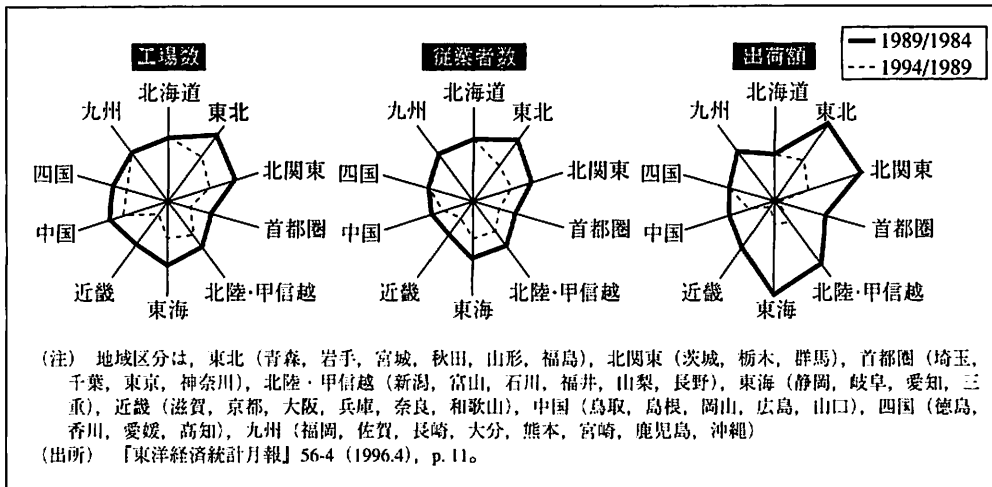 1989/1984
1994/1989
工場数
北海道
東北
北関東
首都圏
北陸・甲信越
東海
近畿
中国
四国
九州
従業者数
北海道
東北
北関東
首都圏
北陸・甲信越
東海
近畿
中国
四国
九州
出荷額
北海道
東北
北関東
首都圏
北陸・甲信越
東海
近畿
中国
四国
九州
(注) 地域区分は,東北(青森,岩手,宮城,秋田,山形,福島),北関東(茨城,栃木,群馬),首都圏(埼玉,
千葉,東京,神奈川),北陸・甲信越(新潟,富山,石川,福井,山梨,長野),東海(静岡,岐阜,愛知,三
重),近畿(滋賀,京都,大阪,兵庫,奈良,和歌山),中国(鳥取,島根,岡山,広島,山口),四国(徳島,
香川,愛媛,高知),九州(福岡,佐賀,長崎,大分,熊本,宮崎,鹿児島,沖縄)
(出所) 『東洋経済統計月報』56-4 (1996.4), p. 11。